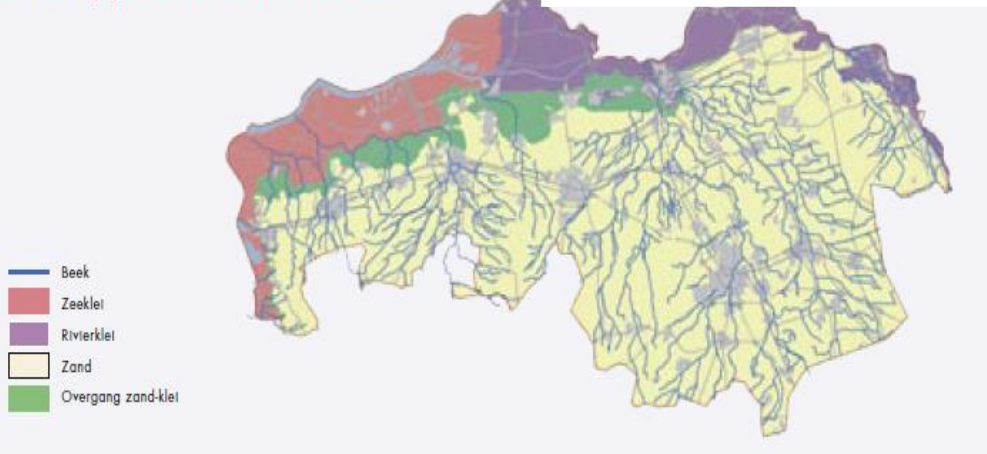 Beek
Zeeklei
Rivierklei
Zand
Overgang zand-klei